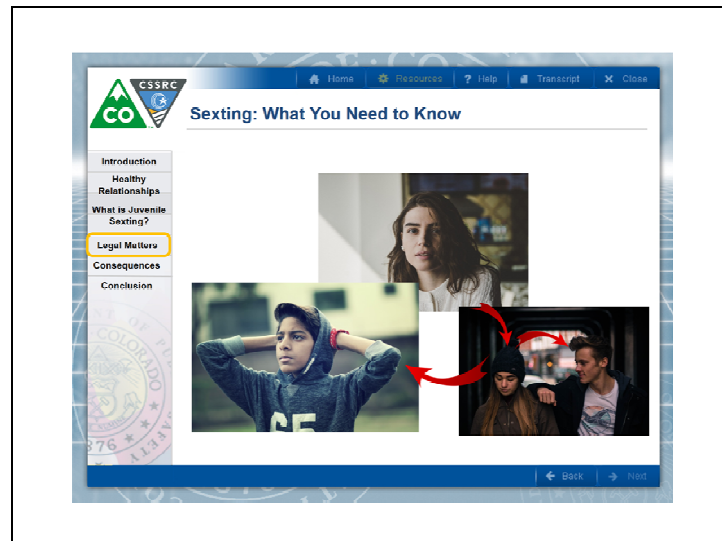 CSSRC
CO
Home
Resources
? Help
Transcript
X Close
Sexting: What You Need to Know
Introduction
Healthy
Relationships
What is Juvenile
Sexting?
Legal Matters
Consequences
Conclusion
COLORADO
SAFETY
876
Back
Next